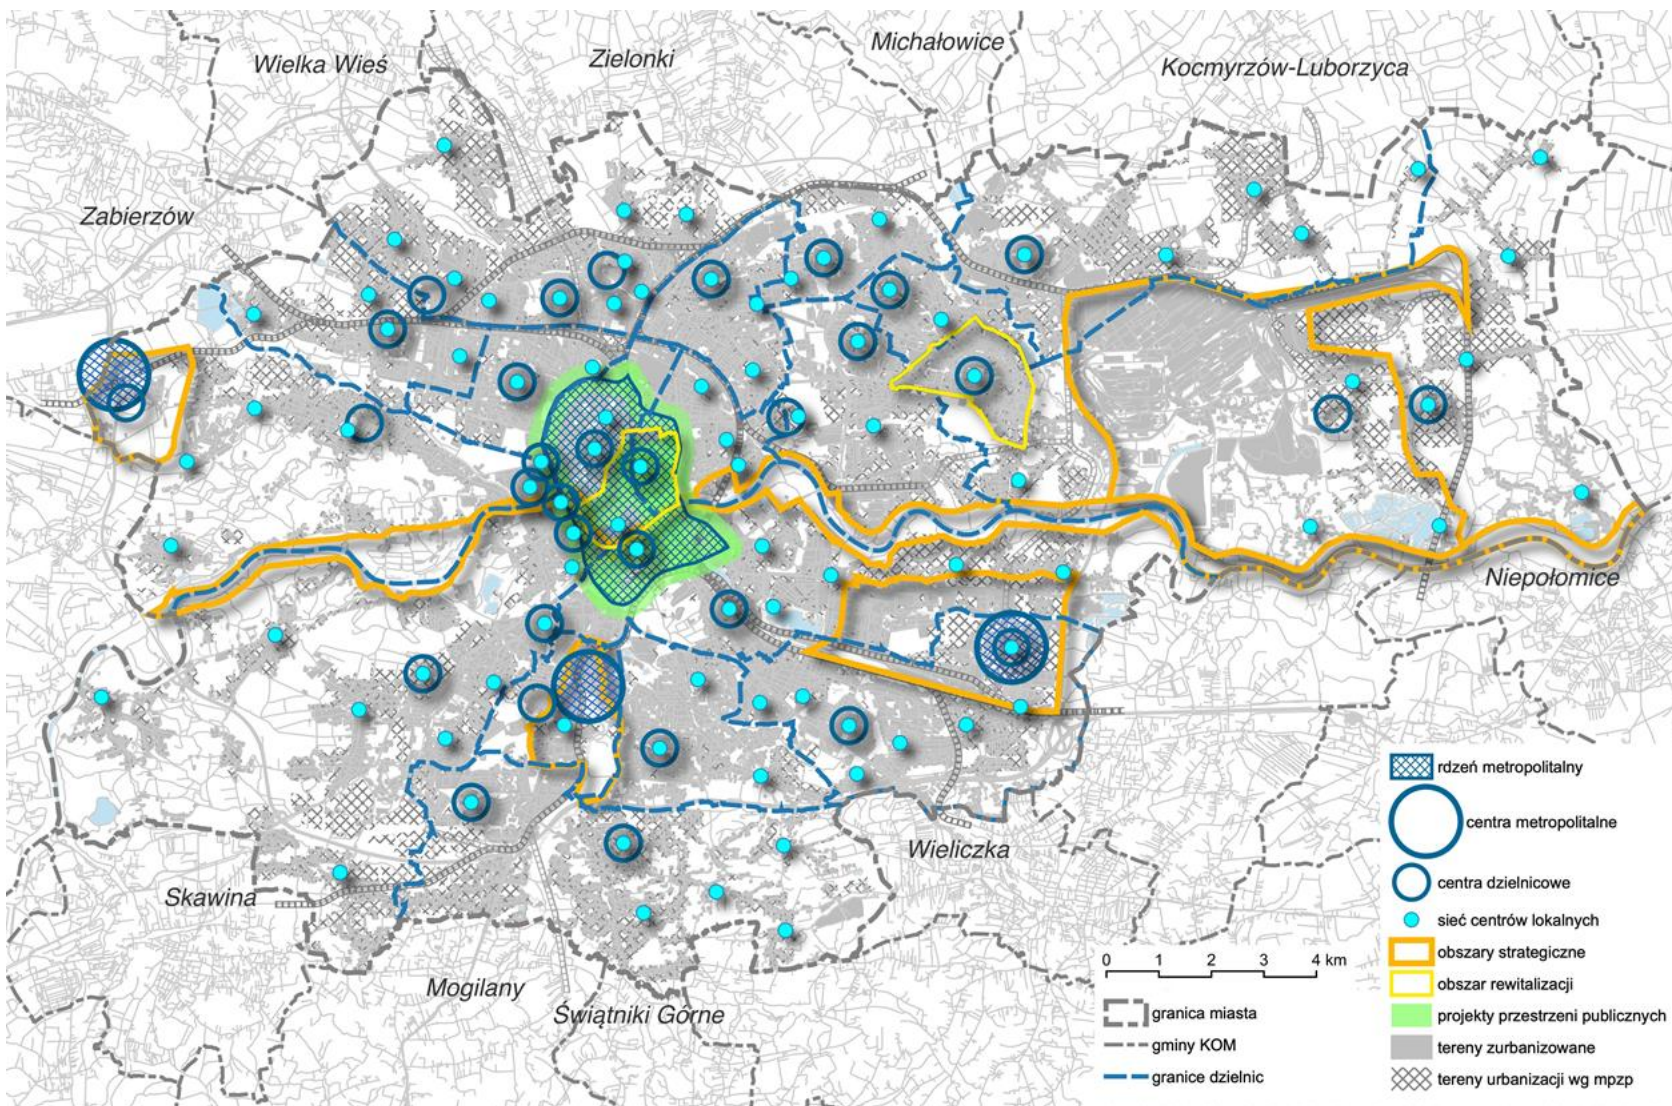 Michałowice
Zielonki
Wielka Wieś
Kocmyrzów-Luborzyca
Zabierzów
Niepołomice
Wieliczka
Skawina
Mogilany
Świątniki Górne
rdzeń metropolitalny
centra metropolitalne
centra dzielnicowe
sieć centrów lokalnych
obszary strategiczne
obszar rewitalizacji
projekty przestrzeni publicznych
tereny zurbanizowane
tereny urbanizacji wg mpzp
0 1 2 3 4 km
granica miasta
gminy KOM
granice dzielnic